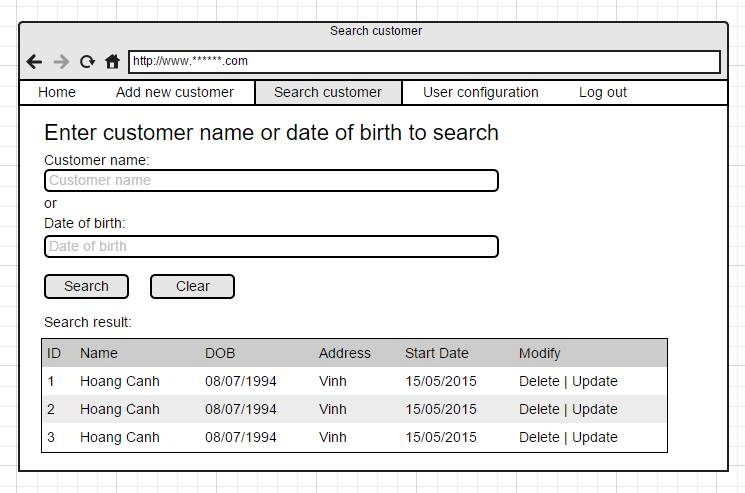 Search customer
http://www.******.com
Home Add new customer Search customer User configuration Log out
Enter customer name or date of birth to search
Customer name:
Customer name
or
Date of birth:
Date of birth
Search Clear
Search result:
ID Name DOB Address Start Date Modify
1 Hoang Canh 08/07/1994 Vinh 15/05/2015 Delete | Update
2 Hoang Canh 08/07/1994 Vinh 15/05/2015 Delete | Update
3 Hoang Canh 08/07/1994 Vinh 15/05/2015 Delete | Update